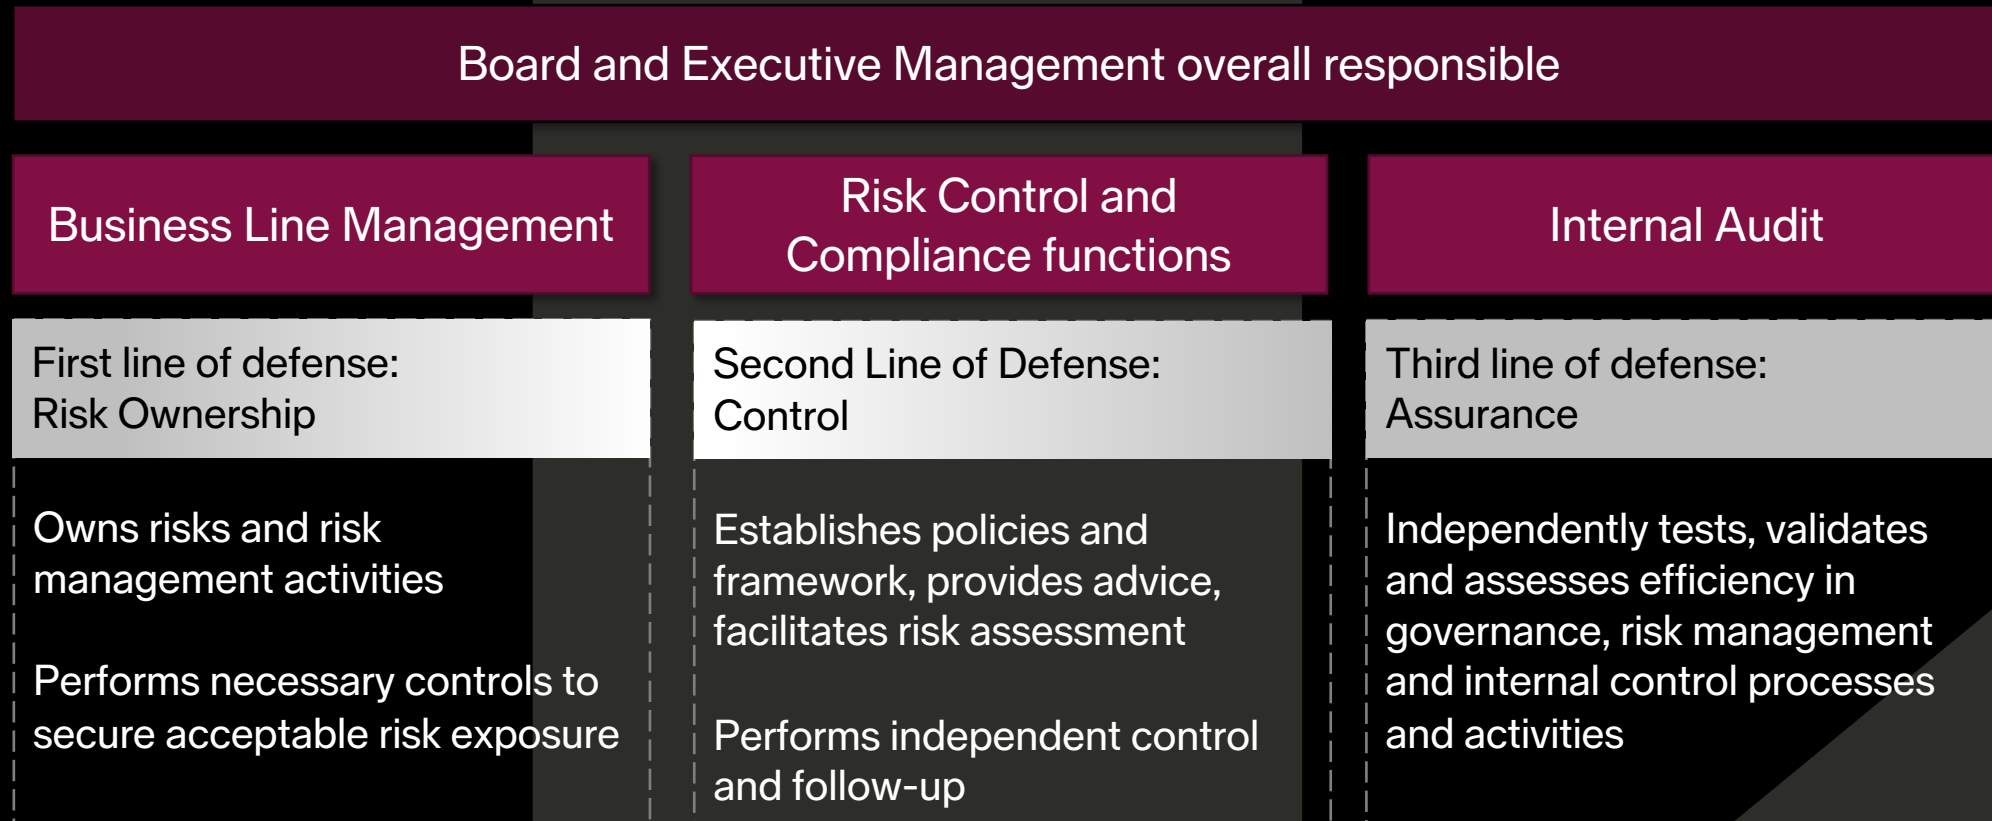 Board and Executive Management overall responsible
Business Line Management
Risk Control and
Compliance functions
Internal Audit
First line of defense:
Risk Ownership
Owns risks and risk
management activities
Performs necessary controls to
secure acceptable risk exposure
Second Line of Defense:
Control
Establishes policies and
framework, provides advice,
facilitates risk assessment
Performs independent control
and follow-up
Third line of defense:
Assurance
Independently tests, validates
and assesses efficiency in
governance, risk management
and internal control processes
and activities